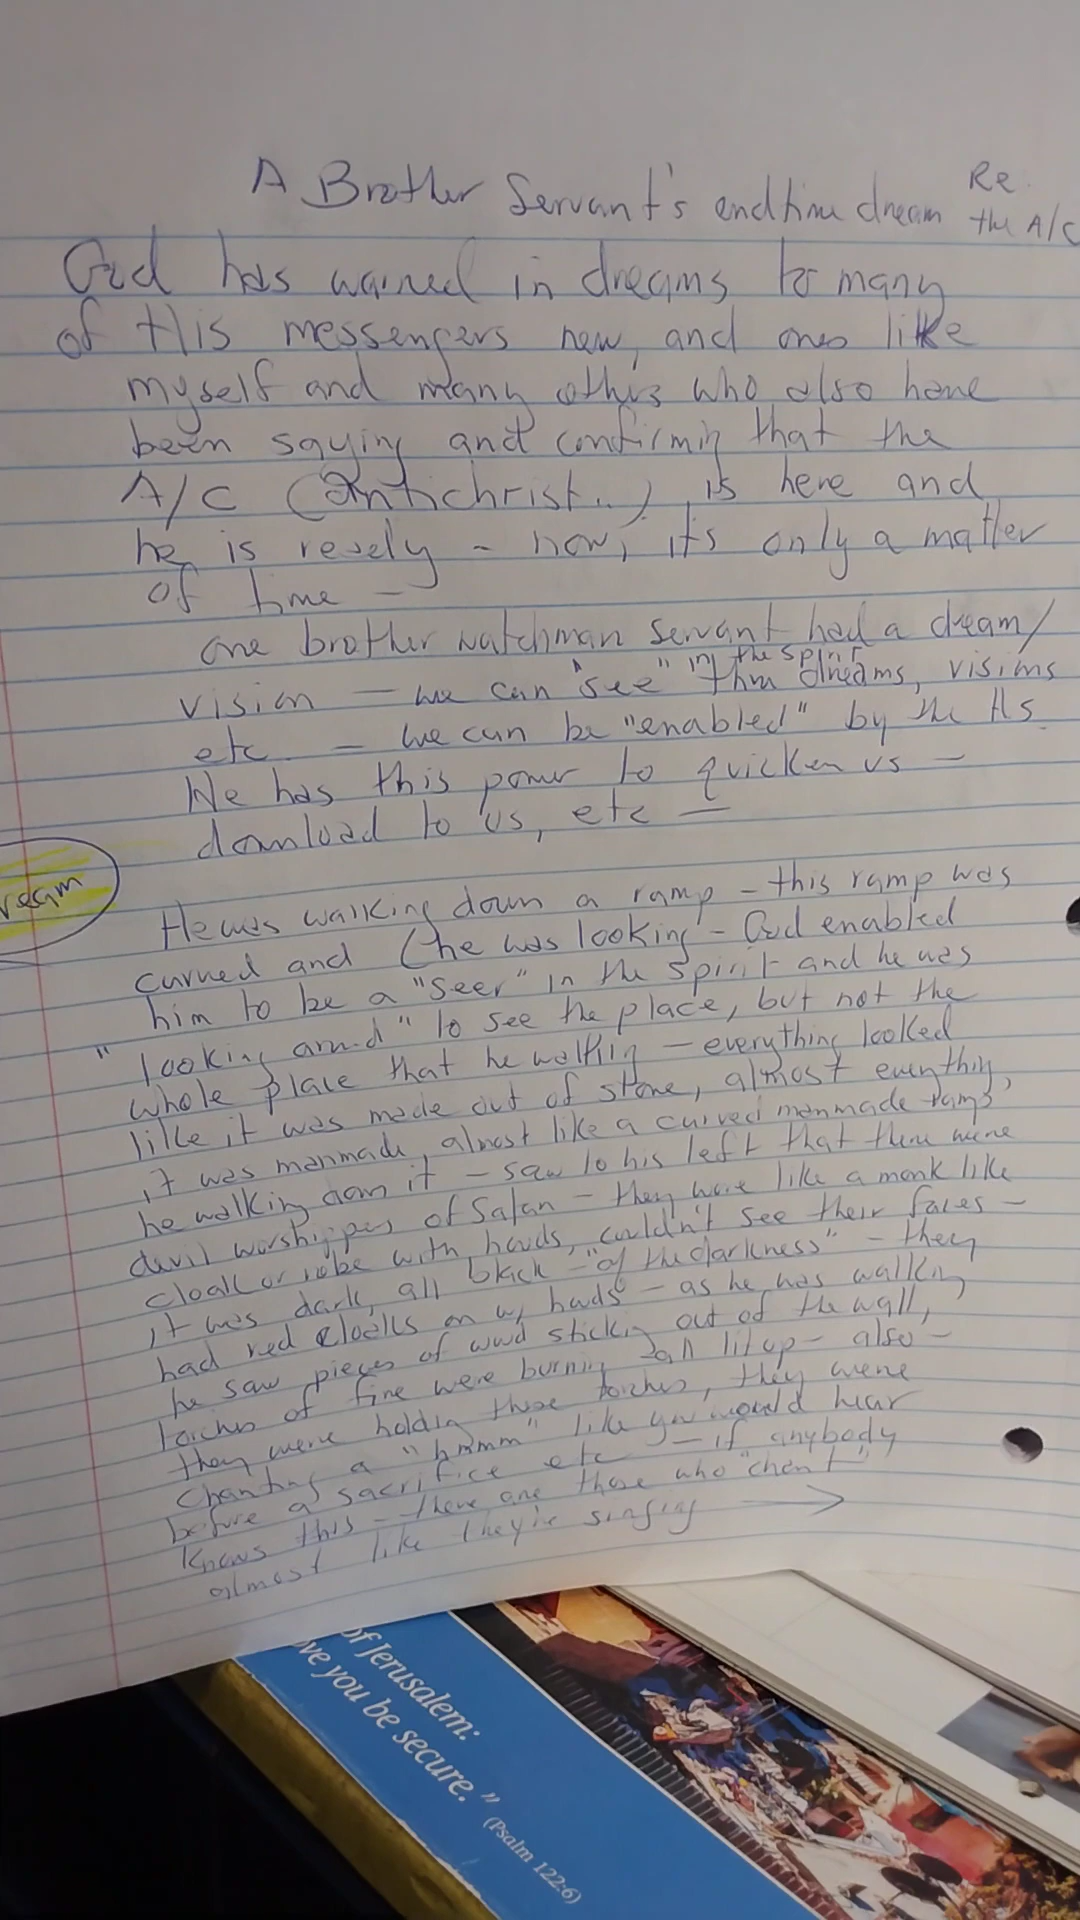 A Brother Servant's endtime dream Re the A/C
God has warned in dreams to many
of His messengers new, and ones like
myself and many others who also have
been saying and confirmin that the
A/C (Antichrist..) is here and
he is ready - now, it's only a matter
of time -
one brother watchman servant had a dream/
vision - we can "see" in the spirit thru dreams, visions
etc - we can be "enabled" by the HS.
He has this power to quicken us -
download to us, etc -
ream
He was walking down a ramp - this ramp was
curved and (he was looking - God enabled
him to be a "seer" in the spirit and he was
"looking around" to see the place, but not the
whole place that he walking - everything looked
like it was made out of stone, almost everything,
it was manmade, almost like a curved manmade ramp
he walking down it - saw to his left that there were
devil worshippers of Satan - they wore like a monk like
cloak or robe with hoods, couldn't see their faces -
it was dark, all black - "of the darkness" - they
had red cloaks on w/ hoods - as he was walking
he saw pieces of wood sticking out of the wall,
torches of fire were burning all lit up - also -
they were holding these torches, they were
chanting a "hmmm" like you would hear
before a sacrifice etc - if anybody
knows this - there are those who "chant"
almost like they're singing →
of Jerusalem:
ve you be secure."
(Psalm 122:6)